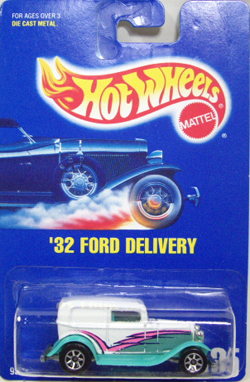 FOR AGES OVER 3
DIE CAST METAL
Hot Wheels
MATTEL
'32 FORD DELIVERY